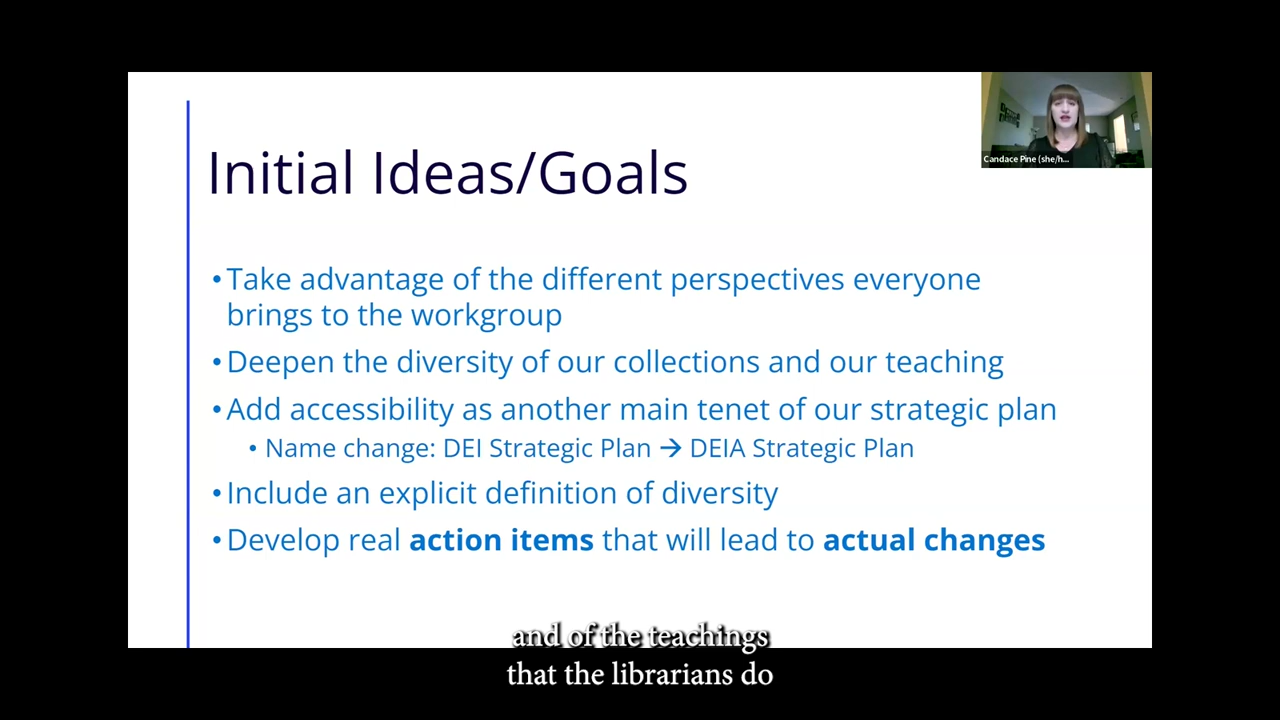 Initial Ideas/Goals
Candace Pine (she/h...
• Take advantage of the different perspectives everyone
brings to the workgroup
• Deepen the diversity of our collections and our teaching
• Add accessibility as another main tenet of our strategic plan
• Name change: DEI Strategic Plan → DEIA Strategic Plan
• Include an explicit definition of diversity
• Develop real action items that will lead to actual changes
and of the teachings
that the librarians do